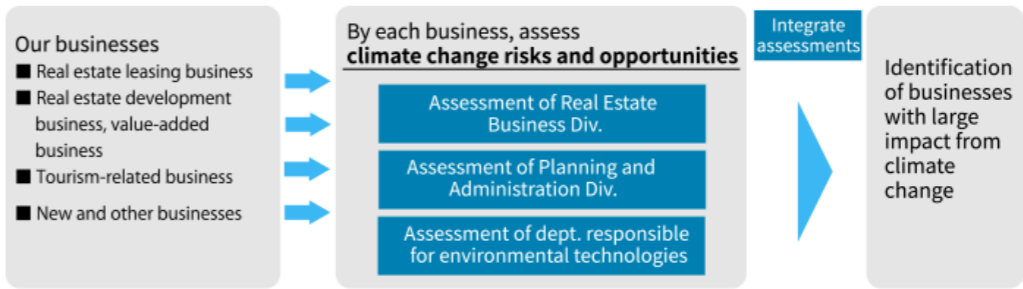 Our businesses
■ Real estate leasing business
■ Real estate development
business, value-added
business
■ Tourism-related business
■ New and other businesses
By each business, assess
climate change risks and opportunities
Assessment of Real Estate
Business Div.
Assessment of Planning and
Administration Div.
Assessment of dept. responsible
for environmental technologies
Integrate
assessments
Identification
of businesses
with large
impact from
climate
change